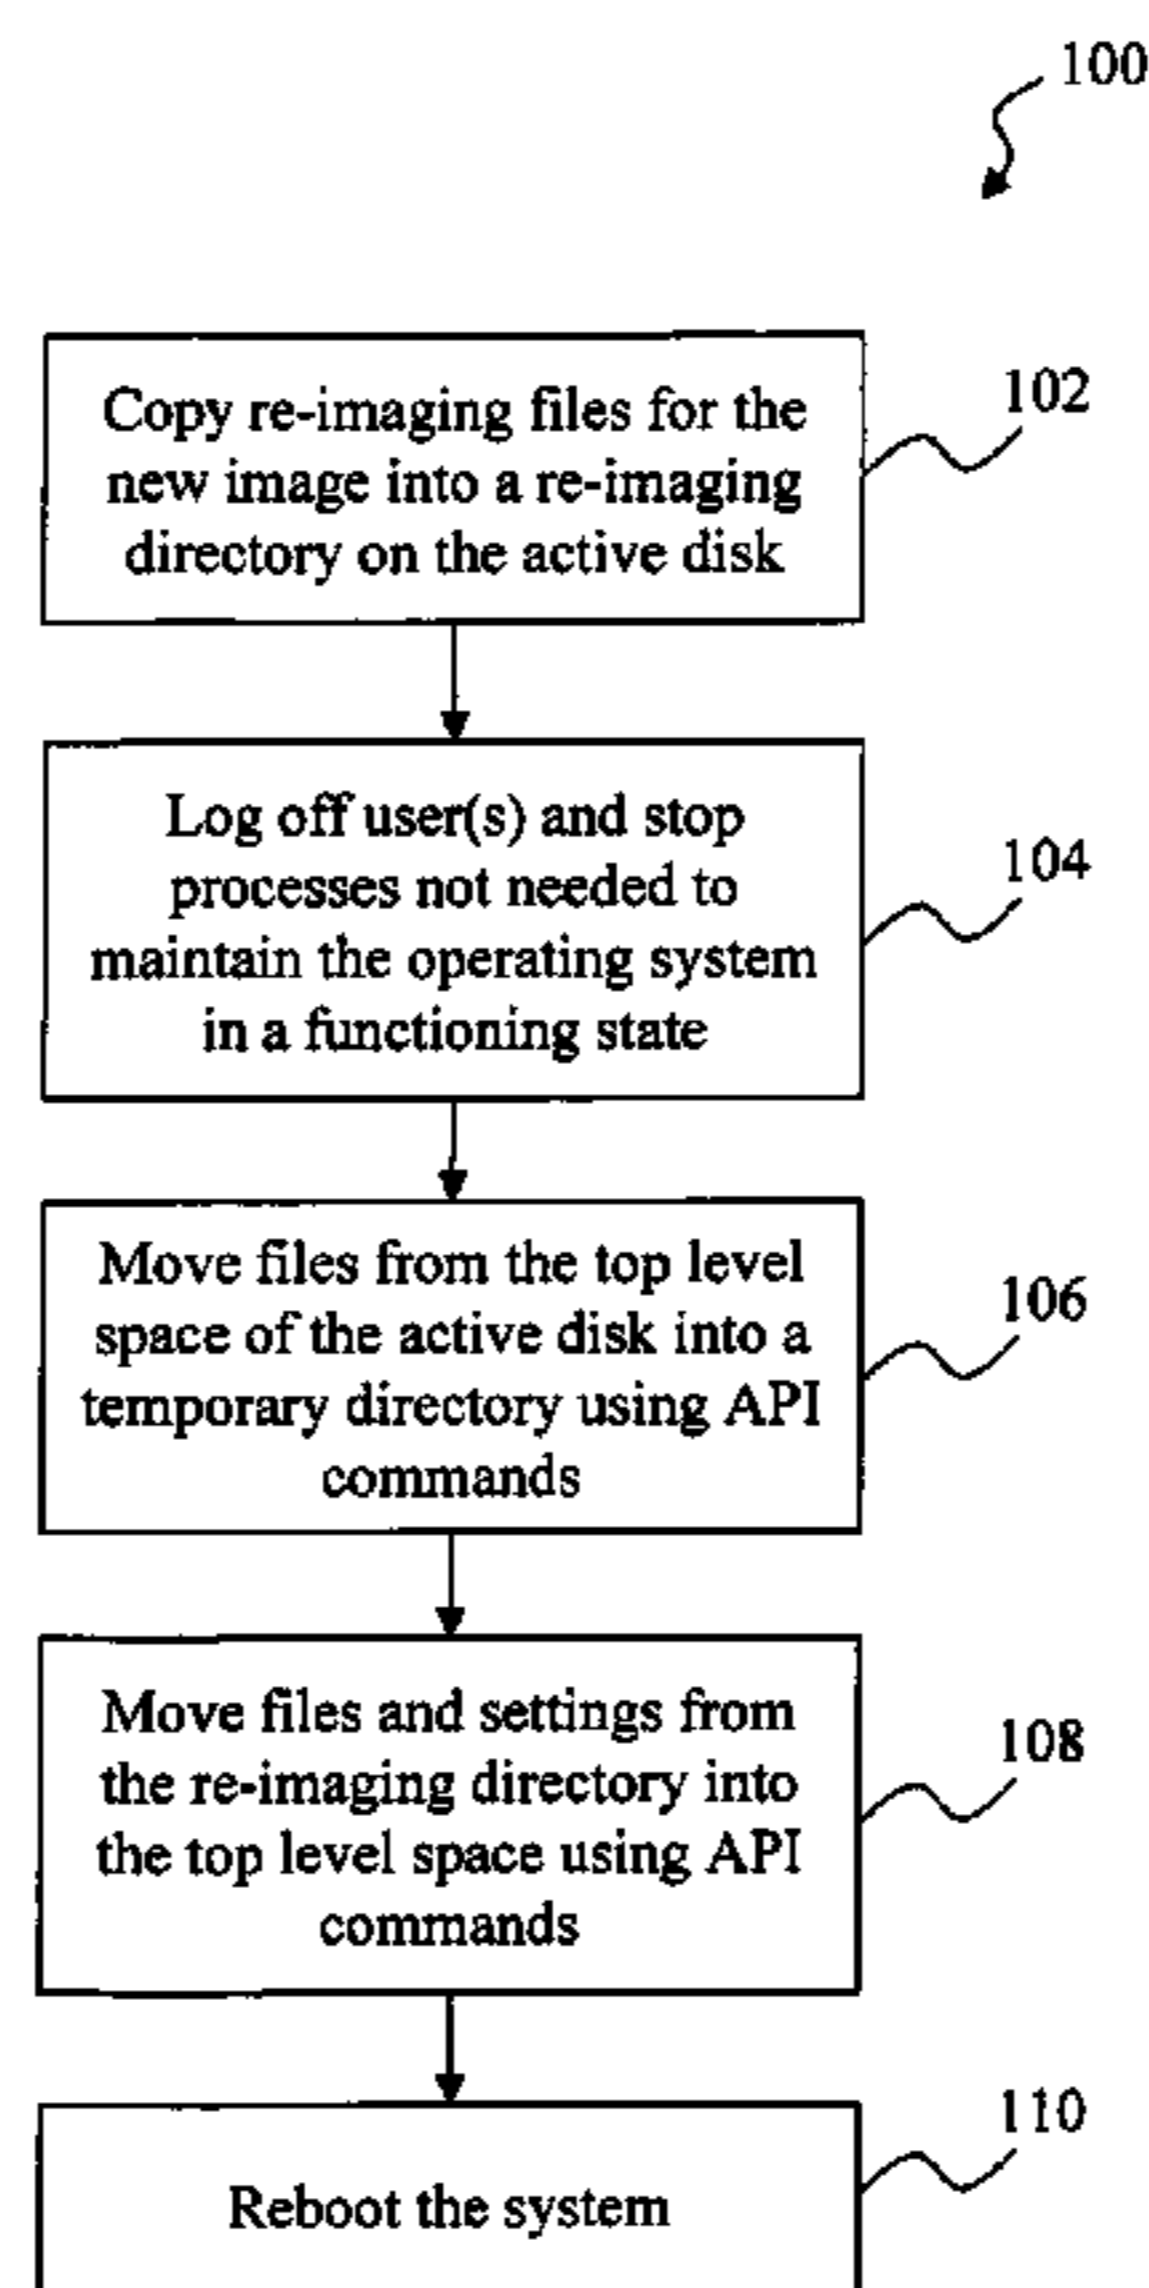 100
Copy re-imaging files for the
new image into a re-imaging
directory on the active disk
102
Log off user(s) and stop
processes not needed to
maintain the operating system
in a functioning state
104
Move files from the top level
space of the active disk into a
temporary directory using API
commands
106
Move files and settings from
the re-imaging directory into
the top level space using API
commands
108
Reboot the system
110